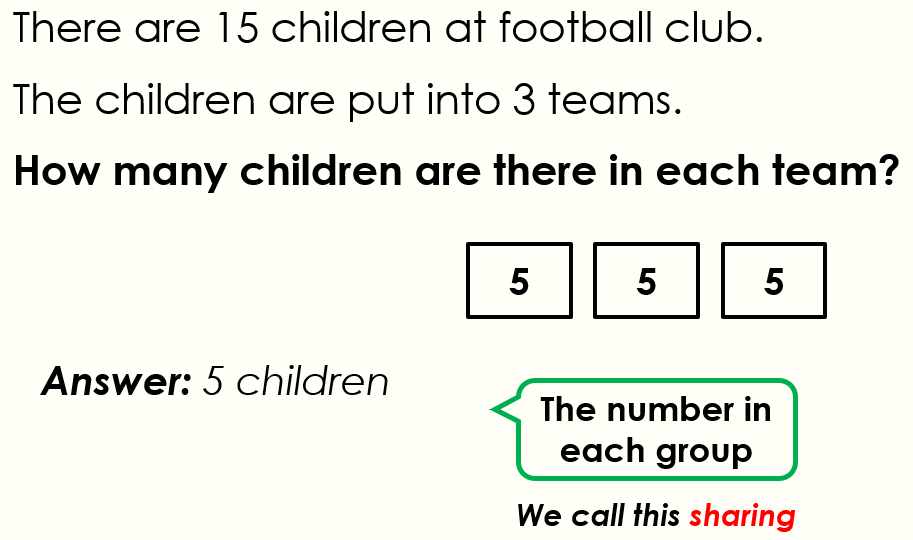 There are 15 children at football club.
The children are put into 3 teams.
How many children are there in each team?
5 5 5
Answer: 5 children
The number in
each group
We call this sharing